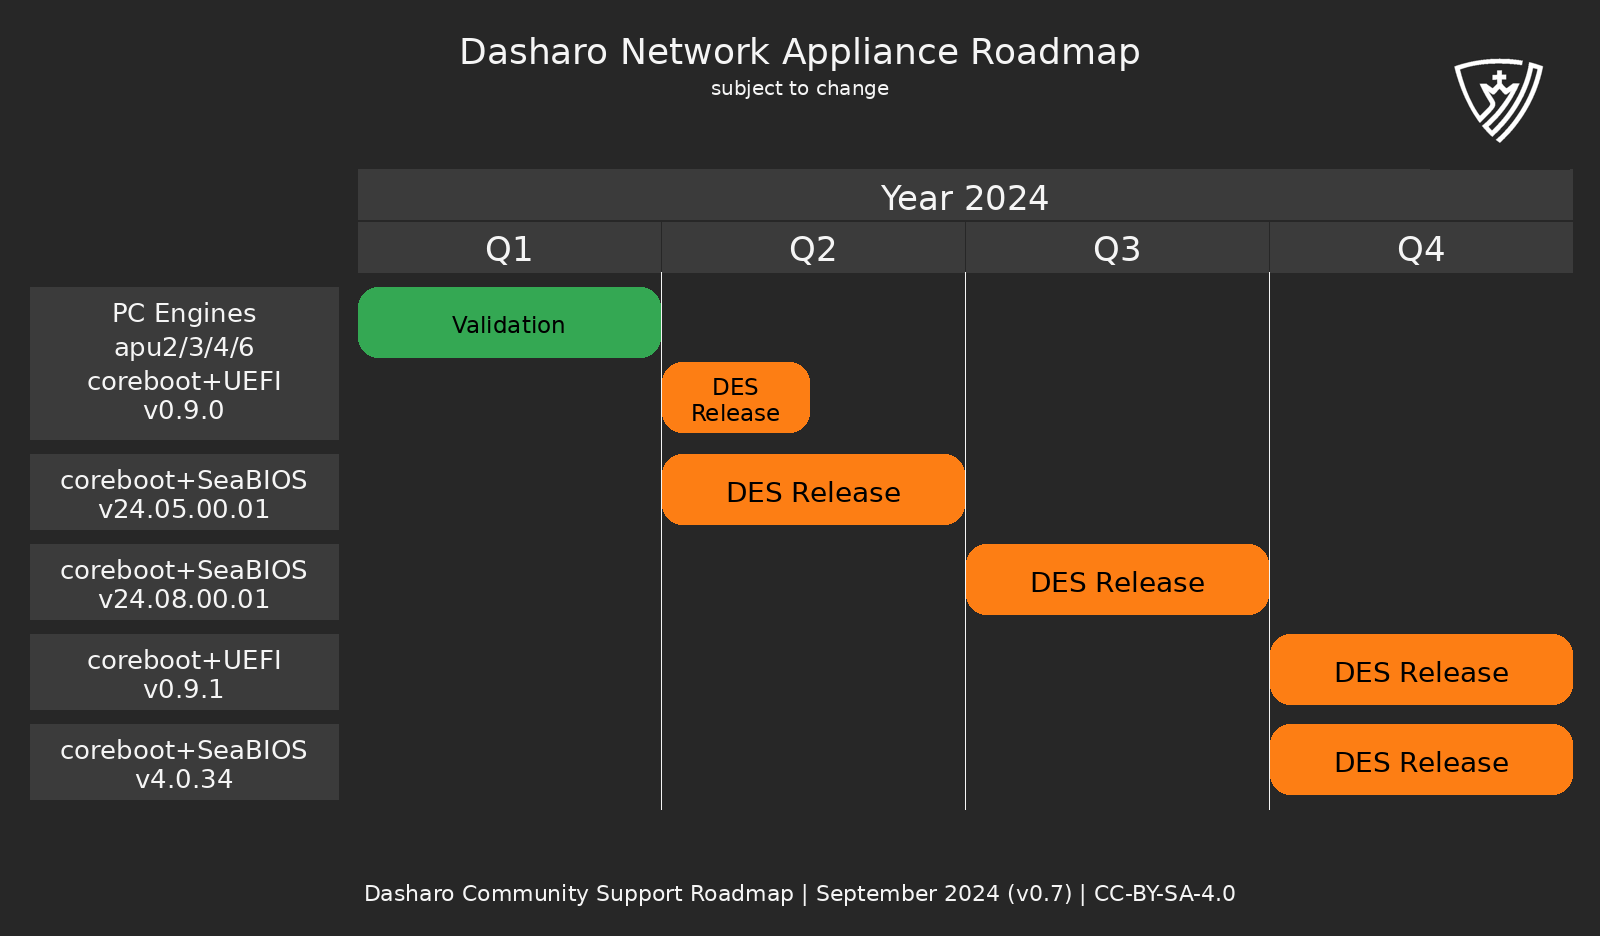 Dasharo Network Appliance Roadmap
subject to change
Year 2024
Q1 Q2 Q3 Q4
PC Engines
apu2/3/4/6
coreboot+UEFI
v0.9.0
Validation
DES
Release
coreboot+SeaBIOS
v24.05.00.01
DES Release
coreboot+SeaBIOS
v24.08.00.01
DES Release
coreboot+UEFI
v0.9.1
DES Release
coreboot+SeaBIOS
v4.0.34
DES Release
Dasharo Community Support Roadmap | September 2024 (v0.7) | CC-BY-SA-4.0